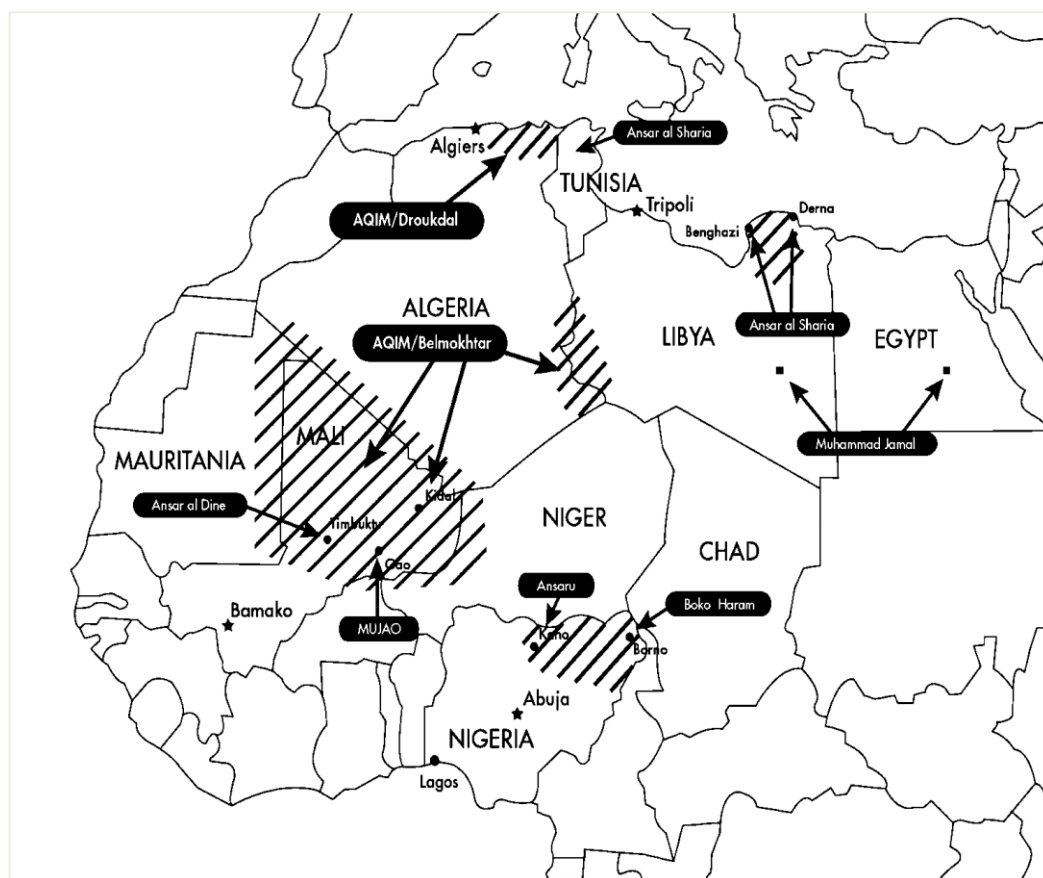 Algiers
Ansar al Sharia
TUNISIA
AQIM/Droukdal
Tripoli
Derna
Benghazi
ALGERIA
LIBYA
Ansar al Sharia
EGYPT
AQIM/Belmokhtar
MALI
Muhammad Jamal
MAURITANIA
Kidal
Ansar al Dine
Timbuktu
NIGER
CHAD
Gao
Ansaru
Boko Haram
Bamako
MUJAO
Kano
Borno
Abuja
NIGERIA
Lagos